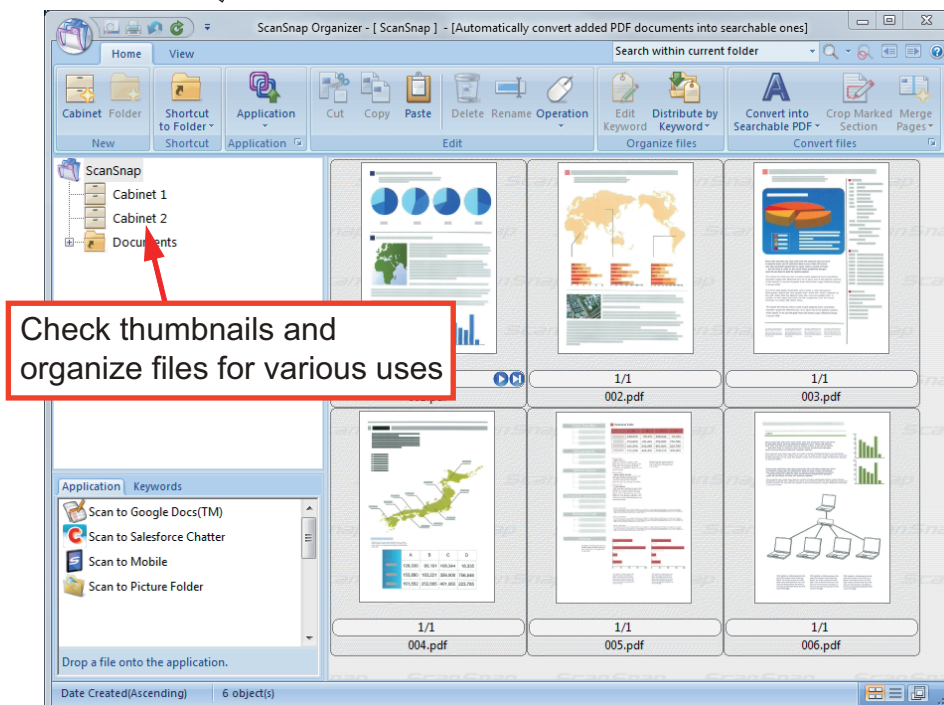 ScanSnap Organizer - [ ScanSnap ] - [Automatically convert added PDF documents into searchable ones]
Home View
Search within current folder
Cabinet Folder Shortcut to Folder Application Cut Copy Paste Delete Rename Operation Edit Keyword Distribute by Keyword Convert into Searchable PDF Crop Marked Section Merge Pages
New Shortcut Application Edit Organize files Convert files
ScanSnap
Cabinet 1
Cabinet 2
Documents
Check thumbnails and
organize files for various uses
1/1 1/1
002.pdf 003.pdf
Application Keywords
Scan to Google Docs(TM)
Scan to Salesforce Chatter
Scan to Mobile
Scan to Picture Folder
Drop a file onto the application.
A B C D
1/1 1/1 1/1
004.pdf 005.pdf 006.pdf
Date Created(Ascending) 6 object(s)